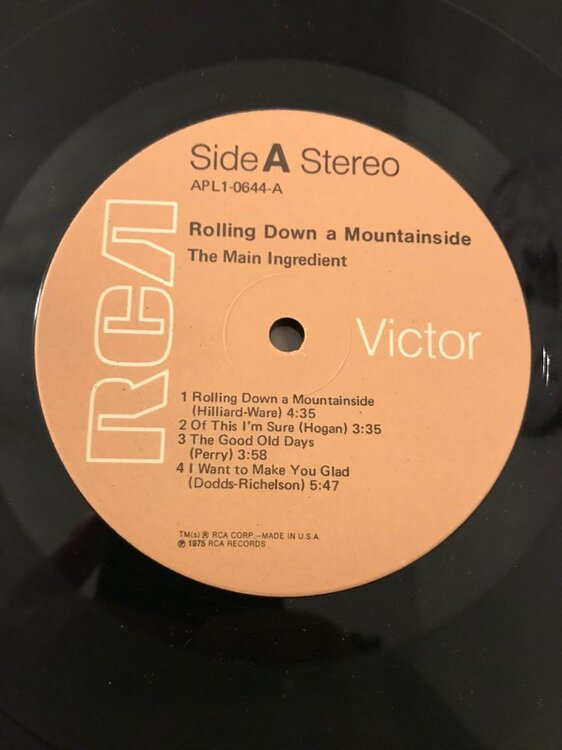 Side A Stereo
APL1-0644-A
Rolling Down a Mountainside
The Main Ingredient
RCA
Victor
1 Rolling Down a Mountainside
(Hilliard-Ware) 4:35
2 Of This I'm Sure (Hogan) 3:35
3 The Good Old Days
(Perry) 3:58
4 I Want to Make You Glad
(Dodds-Richelson) 5:47
TM(s) ® RCA CORP.—MADE IN U.S.A.
℗ 1975 RCA RECORDS